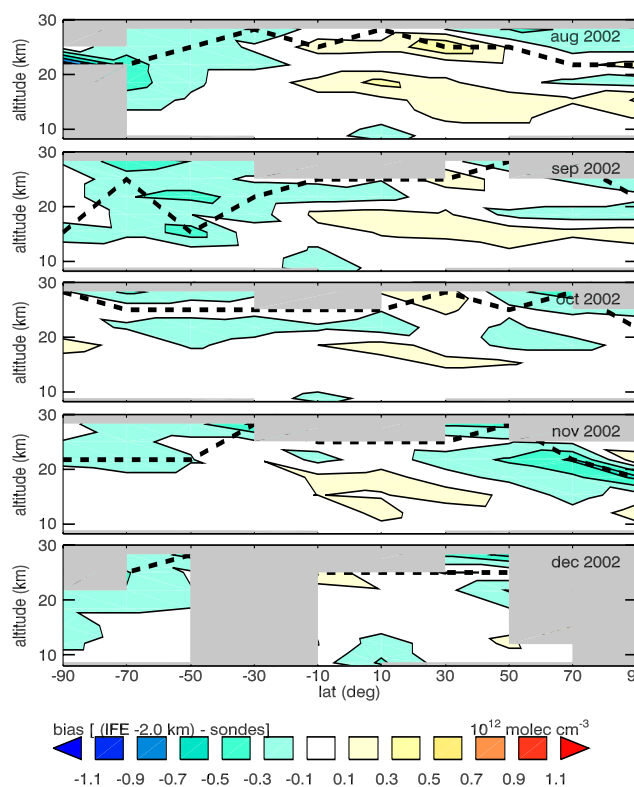 30
aug 2002
20
10
altitude (km)
30
sep 2002
20
10
altitude (km)
30
oct 2002
20
10
altitude (km)
30
nov 2002
20
10
altitude (km)
30
dec 2002
20
10
altitude (km)
-90 -70 -50 -30 -10 10 30 50 70 90
lat (deg)
bias [ (IFE -2.0 km) - sondes] 10¹² molec cm⁻³
-1.1 -0.9 -0.7 -0.5 -0.3 -0.1 0.1 0.3 0.5 0.7 0.9 1.1